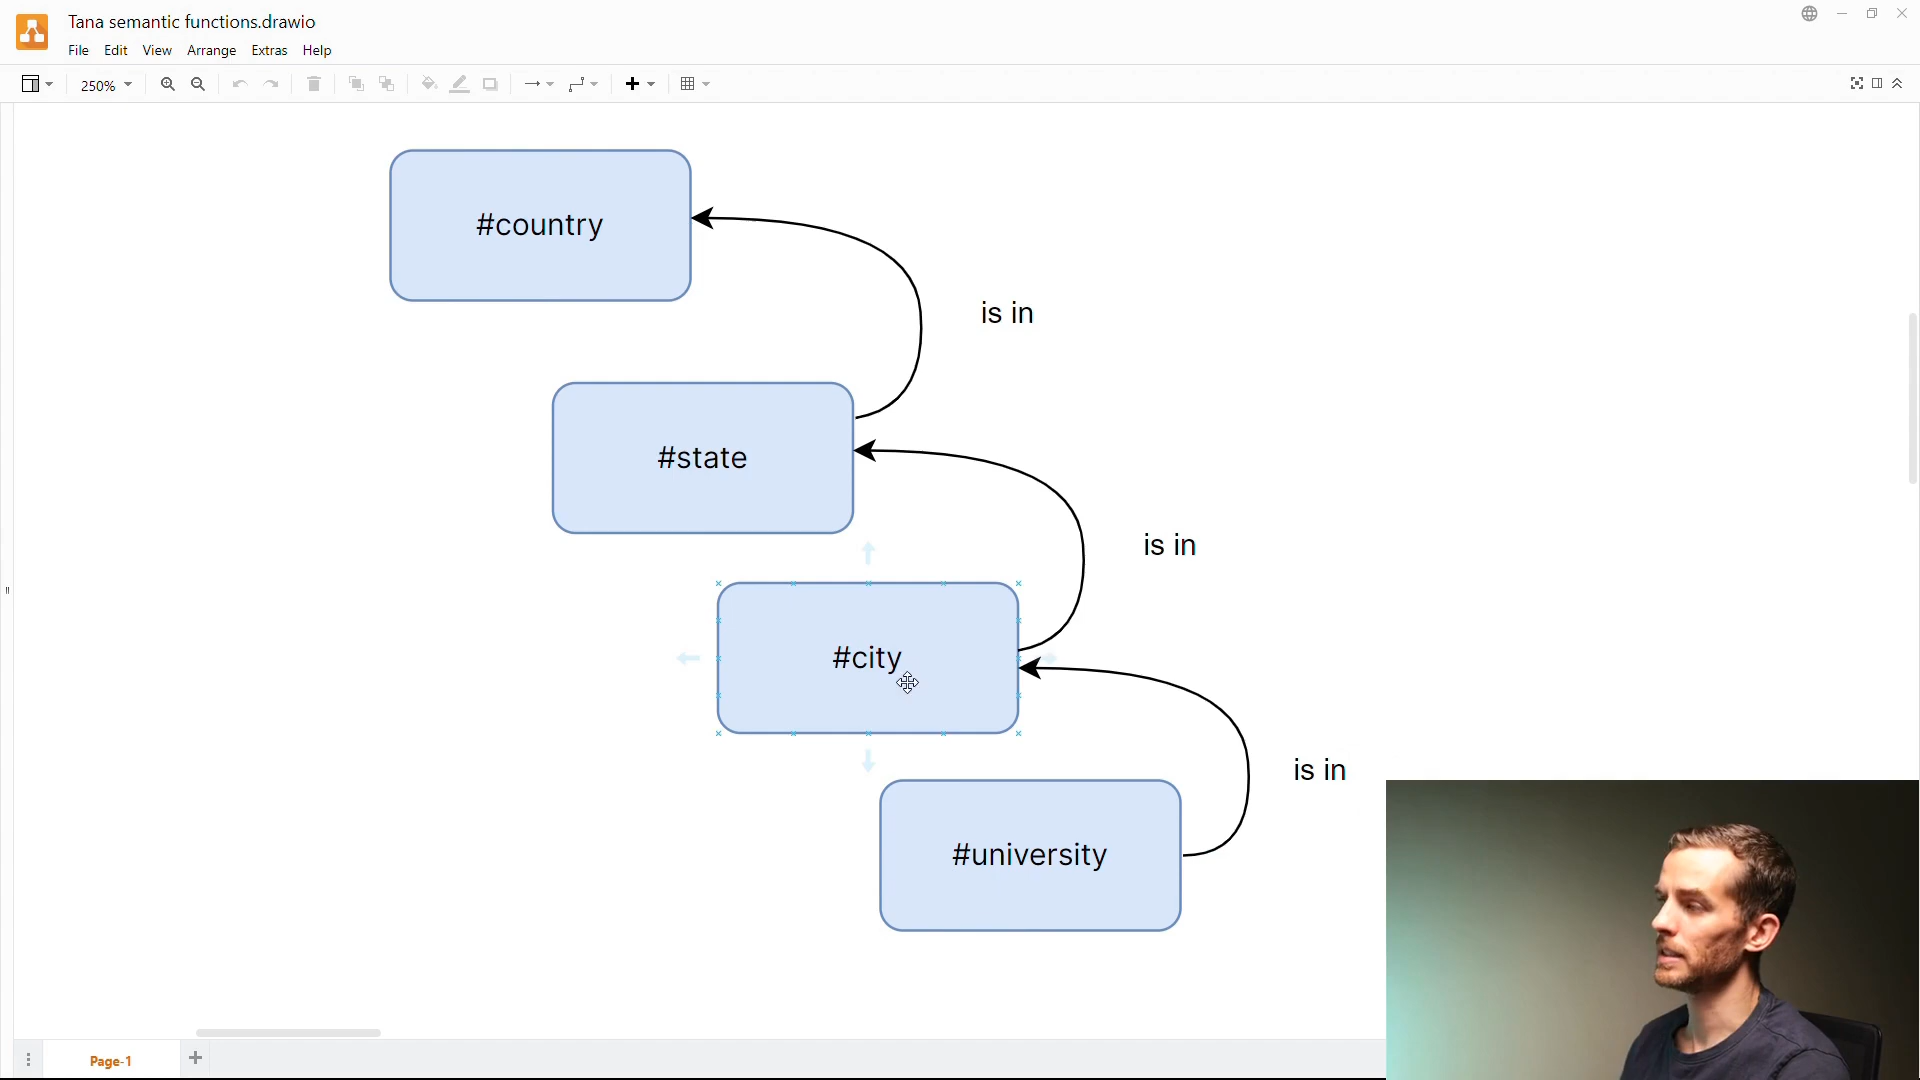 Tana semantic functions.drawio
File Edit View Arrange Extras Help
250%
#country
is in
#state
is in
#city
is in
#university
Page-1